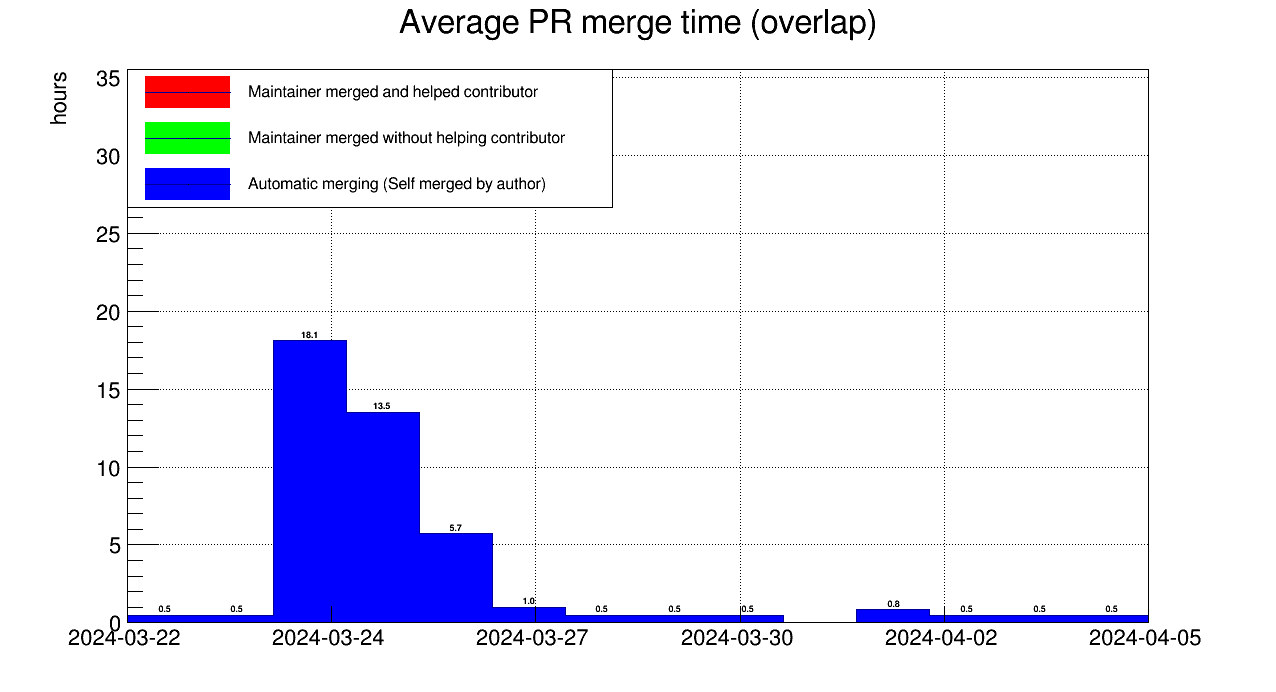 Average PR merge time (overlap)
hours
35
30
25
20
15
10
5
0
Maintainer merged and helped contributor
Maintainer merged without helping contributor
Automatic merging (Self merged by author)
0.5 0.5 18.1 13.5 5.7 1.0 0.5 0.5 0.5 0.8 0.5 0.5 0.5
2024-03-22 2024-03-24 2024-03-27 2024-03-30 2024-04-02 2024-04-05